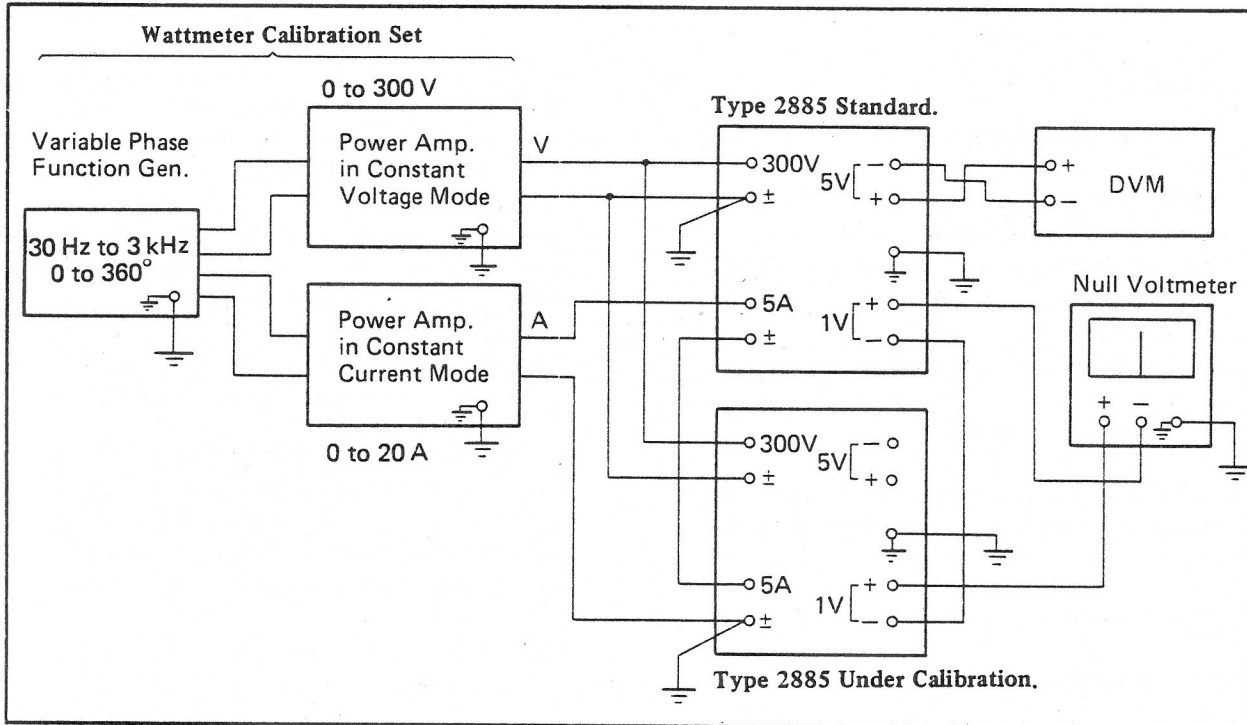 Wattmeter Calibration Set
0 to 300 V
Variable Phase
Function Gen.
30 Hz to 3 kHz
0 to 360°
Power Amp.
in Constant
Voltage Mode
V
Power Amp.
in Constant
Current Mode
A
0 to 20 A
Type 2885 Standard.
300V
±
5V
−
+
5A
±
1V
+
−
+
−
DVM
Null Voltmeter
+ −
300V
±
5V
−
+
5A
±
1V
+
−
Type 2885 Under Calibration.